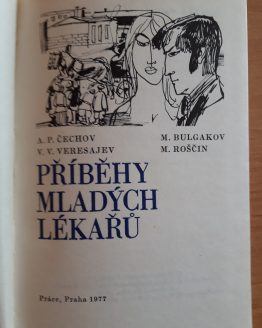 A. P. ČECHOV M. BULGAKOV
V. V. VERESAJEV M. ROŠČIN
PŘÍBĚHY
MLADÝCH
LÉKAŘŮ
Práce, Praha 1977